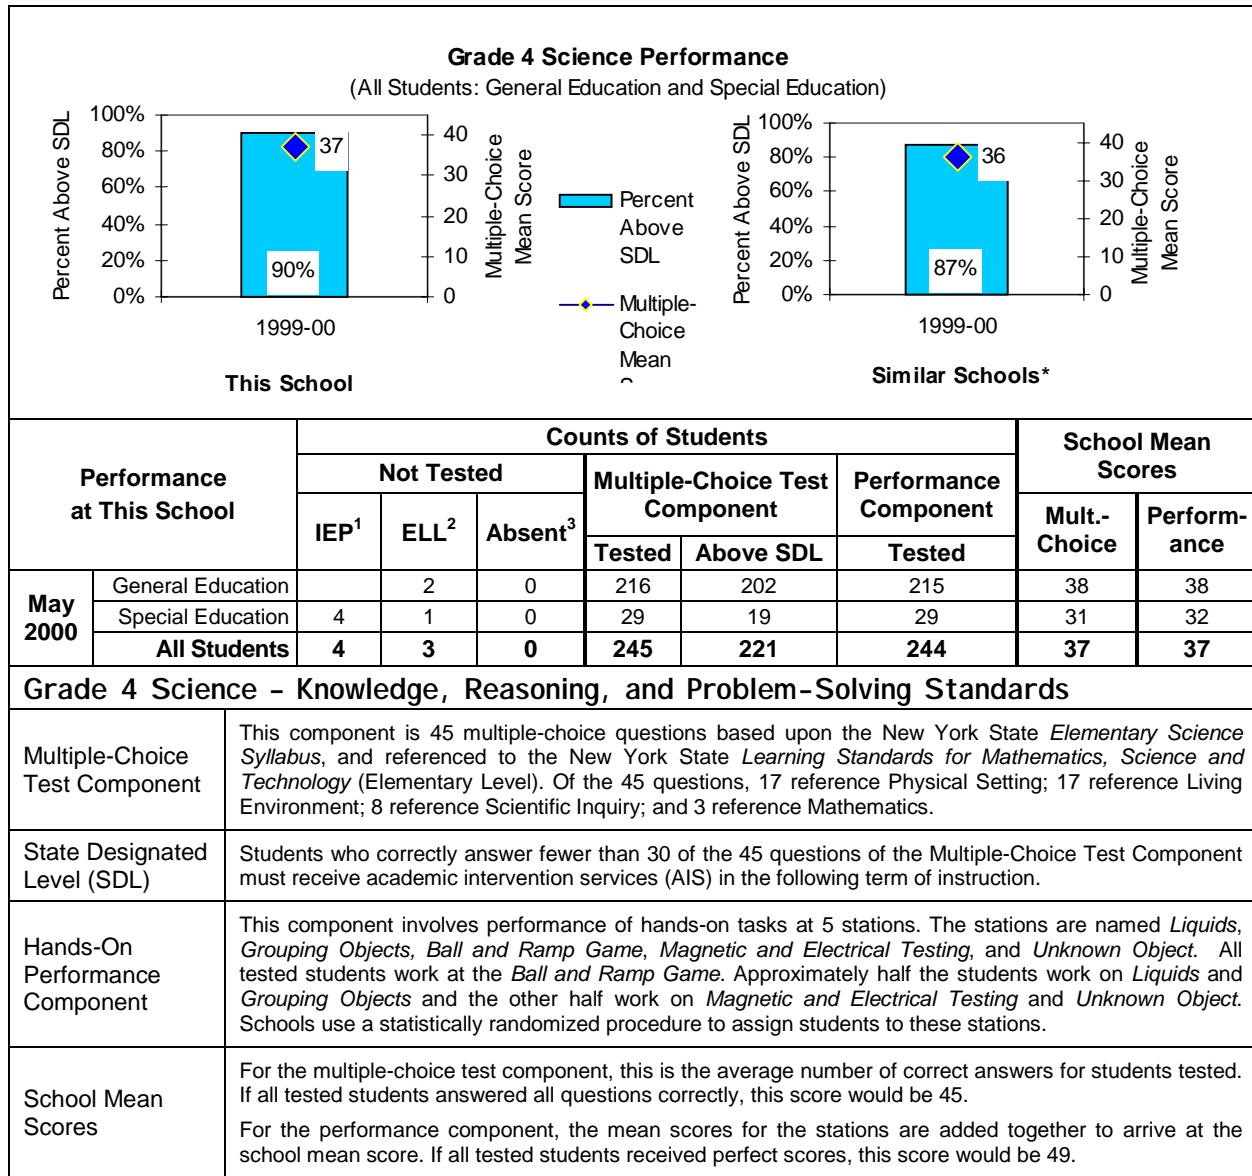 Grade 4 Science Performance
(All Students: General Education and Special Education)
Percent Above SDL
100%
80%
60%
40%
20%
0%
37
90%
40
30
20
10
0
Multiple-Choice
Mean Score
1999-00
This School
Percent
Above
SDL
Multiple-
Choice
Mean
Percent Above SDL
100%
80%
60%
40%
20%
0%
36
87%
40
30
20
10
0
Multiple-Choice
Mean Score
1999-00
Similar Schools*
Performance
at This School
Counts of Students
School Mean
Scores
Not Tested
Multiple-Choice Test
Component
Performance
Component
IEP1 ELL2 Absent3
Tested Above SDL Tested
Mult.-
Choice
Perform-
ance
May
2000
General Education 2 0 216 202 215 38 38
Special Education 4 1 0 29 19 29 31 32
All Students 4 3 0 245 221 244 37 37
Grade 4 Science – Knowledge, Reasoning, and Problem-Solving Standards
Multiple-Choice
Test Component
This component is 45 multiple-choice questions based upon the New York State Elementary Science
Syllabus, and referenced to the New York State Learning Standards for Mathematics, Science and
Technology (Elementary Level). Of the 45 questions, 17 reference Physical Setting; 17 reference Living
Environment; 8 reference Scientific Inquiry; and 3 reference Mathematics.
State Designated
Level (SDL)
Students who correctly answer fewer than 30 of the 45 questions of the Multiple-Choice Test Component
must receive academic intervention services (AIS) in the following term of instruction.
Hands-On
Performance
Component
This component involves performance of hands-on tasks at 5 stations. The stations are named Liquids,
Grouping Objects, Ball and Ramp Game, Magnetic and Electrical Testing, and Unknown Object. All
tested students work at the Ball and Ramp Game. Approximately half the students work on Liquids and
Grouping Objects and the other half work on Magnetic and Electrical Testing and Unknown Object.
Schools use a statistically randomized procedure to assign students to these stations.
School Mean
Scores
For the multiple-choice test component, this is the average number of correct answers for students tested.
If all tested students answered all questions correctly, this score would be 45.
For the performance component, the mean scores for the stations are added together to arrive at the
school mean score. If all tested students received perfect scores, this score would be 49.